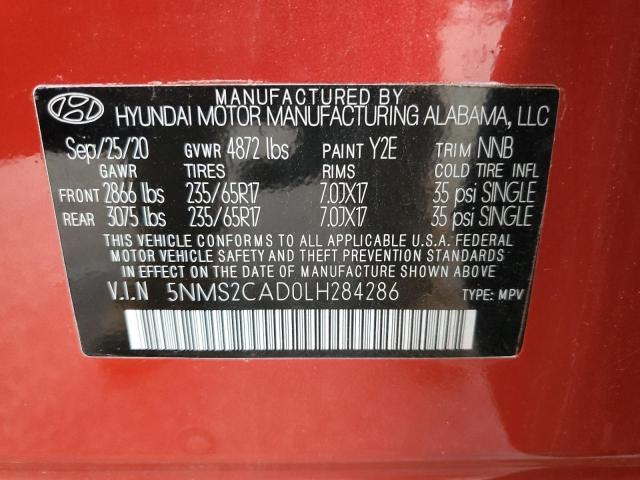 MANUFACTURED BY
HYUNDAI MOTOR MANUFACTURING ALABAMA, LLC
Sep/25/20 GVWR 4872 lbs PAINT Y2E TRIM NNB
GAWR TIRES RIMS COLD TIRE INFL
FRONT 2866 lbs 235/65R17 7.0JX17 35 psi SINGLE
REAR 3075 lbs 235/65R17 7.0JX17 35 psi SINGLE
THIS VEHICLE CONFORMS TO ALL APPLICABLE U.S.A. FEDERAL
MOTOR VEHICLE SAFETY AND THEFT PREVENTION STANDARDS
IN EFFECT ON THE DATE OF MANUFACTURE SHOWN ABOVE.
V.I.N 5NMS2CAD0LH284286 TYPE: MPV